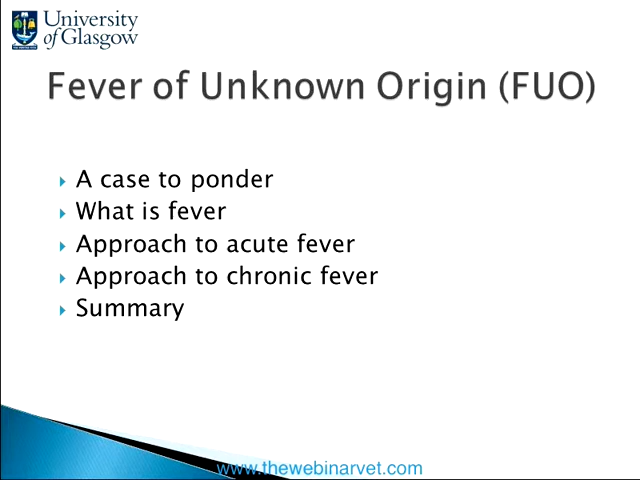 University
of Glasgow
Fever of Unknown Origin (FUO)
A case to ponder
What is fever
Approach to acute fever
Approach to chronic fever
Summary
www.thewebinarvet.com